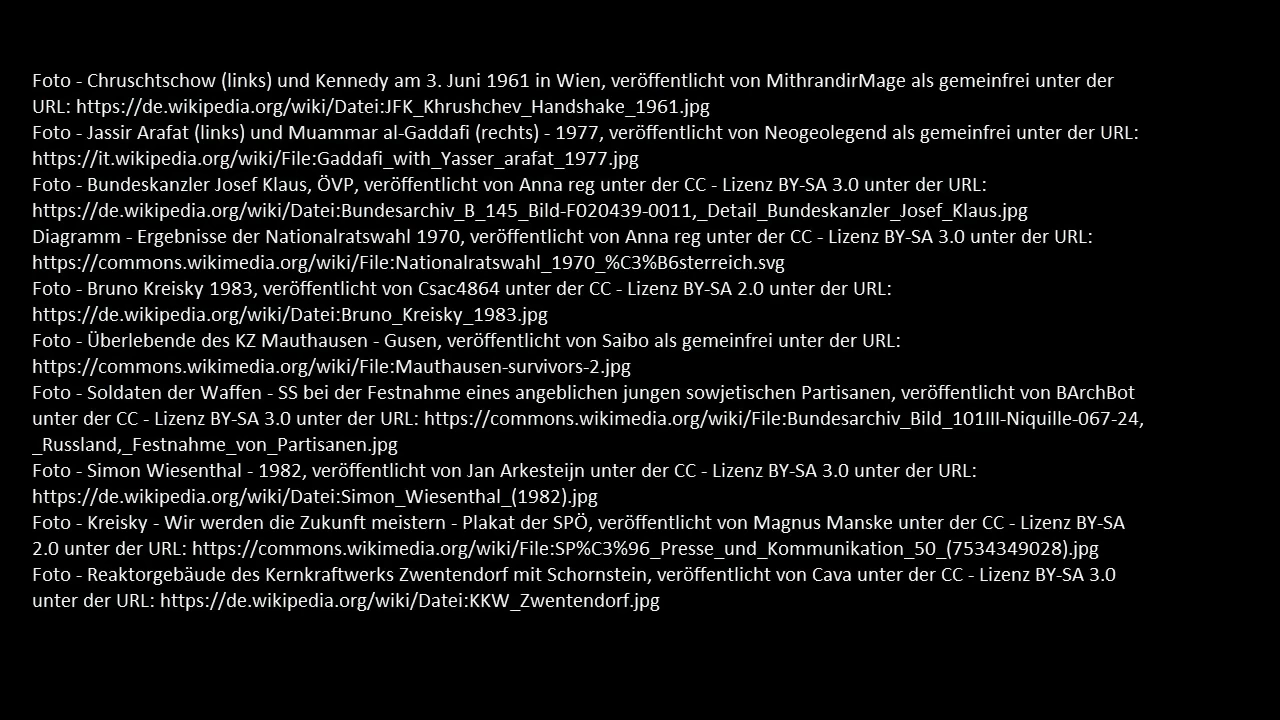 Foto - Chruschtschow (links) und Kennedy am 3. Juni 1961 in Wien, veröffentlicht von MithrandirMage als gemeinfrei unter der
URL: https://de.wikipedia.org/wiki/Datei:JFK_Khrushchev_Handshake_1961.jpg
Foto - Jassir Arafat (links) und Muammar al-Gaddafi (rechts) - 1977, veröffentlicht von Neogeolegend als gemeinfrei unter der URL:
https://it.wikipedia.org/wiki/File:Gaddafi_with_Yasser_arafat_1977.jpg
Foto - Bundeskanzler Josef Klaus, ÖVP, veröffentlicht von Anna reg unter der CC - Lizenz BY-SA 3.0 unter der URL:
https://de.wikipedia.org/wiki/Datei:Bundesarchiv_B_145_Bild-F020439-0011,_Detail_Bundeskanzler_Josef_Klaus.jpg
Diagramm - Ergebnisse der Nationalratswahl 1970, veröffentlicht von Anna reg unter der CC - Lizenz BY-SA 3.0 unter der URL:
https://commons.wikimedia.org/wiki/File:Nationalratswahl_1970_%C3%B6sterreich.svg
Foto - Bruno Kreisky 1983, veröffentlicht von Csac4864 unter der CC - Lizenz BY-SA 2.0 unter der URL:
https://de.wikipedia.org/wiki/Datei:Bruno_Kreisky_1983.jpg
Foto - Überlebende des KZ Mauthausen - Gusen, veröffentlicht von Saibo als gemeinfrei unter der URL:
https://commons.wikimedia.org/wiki/File:Mauthausen-survivors-2.jpg
Foto - Soldaten der Waffen - SS bei der Festnahme eines angeblichen jungen sowjetischen Partisanen, veröffentlicht von BArchBot
unter der CC - Lizenz BY-SA 3.0 unter der URL: https://commons.wikimedia.org/wiki/File:Bundesarchiv_Bild_101III-Niquille-067-24,
_Russland,_Festnahme_von_Partisanen.jpg
Foto - Simon Wiesenthal - 1982, veröffentlicht von Jan Arkesteijn unter der CC - Lizenz BY-SA 3.0 unter der URL:
https://de.wikipedia.org/wiki/Datei:Simon_Wiesenthal_(1982).jpg
Foto - Kreisky - Wir werden die Zukunft meistern - Plakat der SPÖ, veröffentlicht von Magnus Manske unter der CC - Lizenz BY-SA
2.0 unter der URL: https://commons.wikimedia.org/wiki/File:SP%C3%96_Presse_und_Kommunikation_50_(7534349028).jpg
Foto - Reaktorgebäude des Kernkraftwerks Zwentendorf mit Schornstein, veröffentlicht von Cava unter der CC - Lizenz BY-SA 3.0
unter der URL: https://de.wikipedia.org/wiki/Datei:KKW_Zwentendorf.jpg